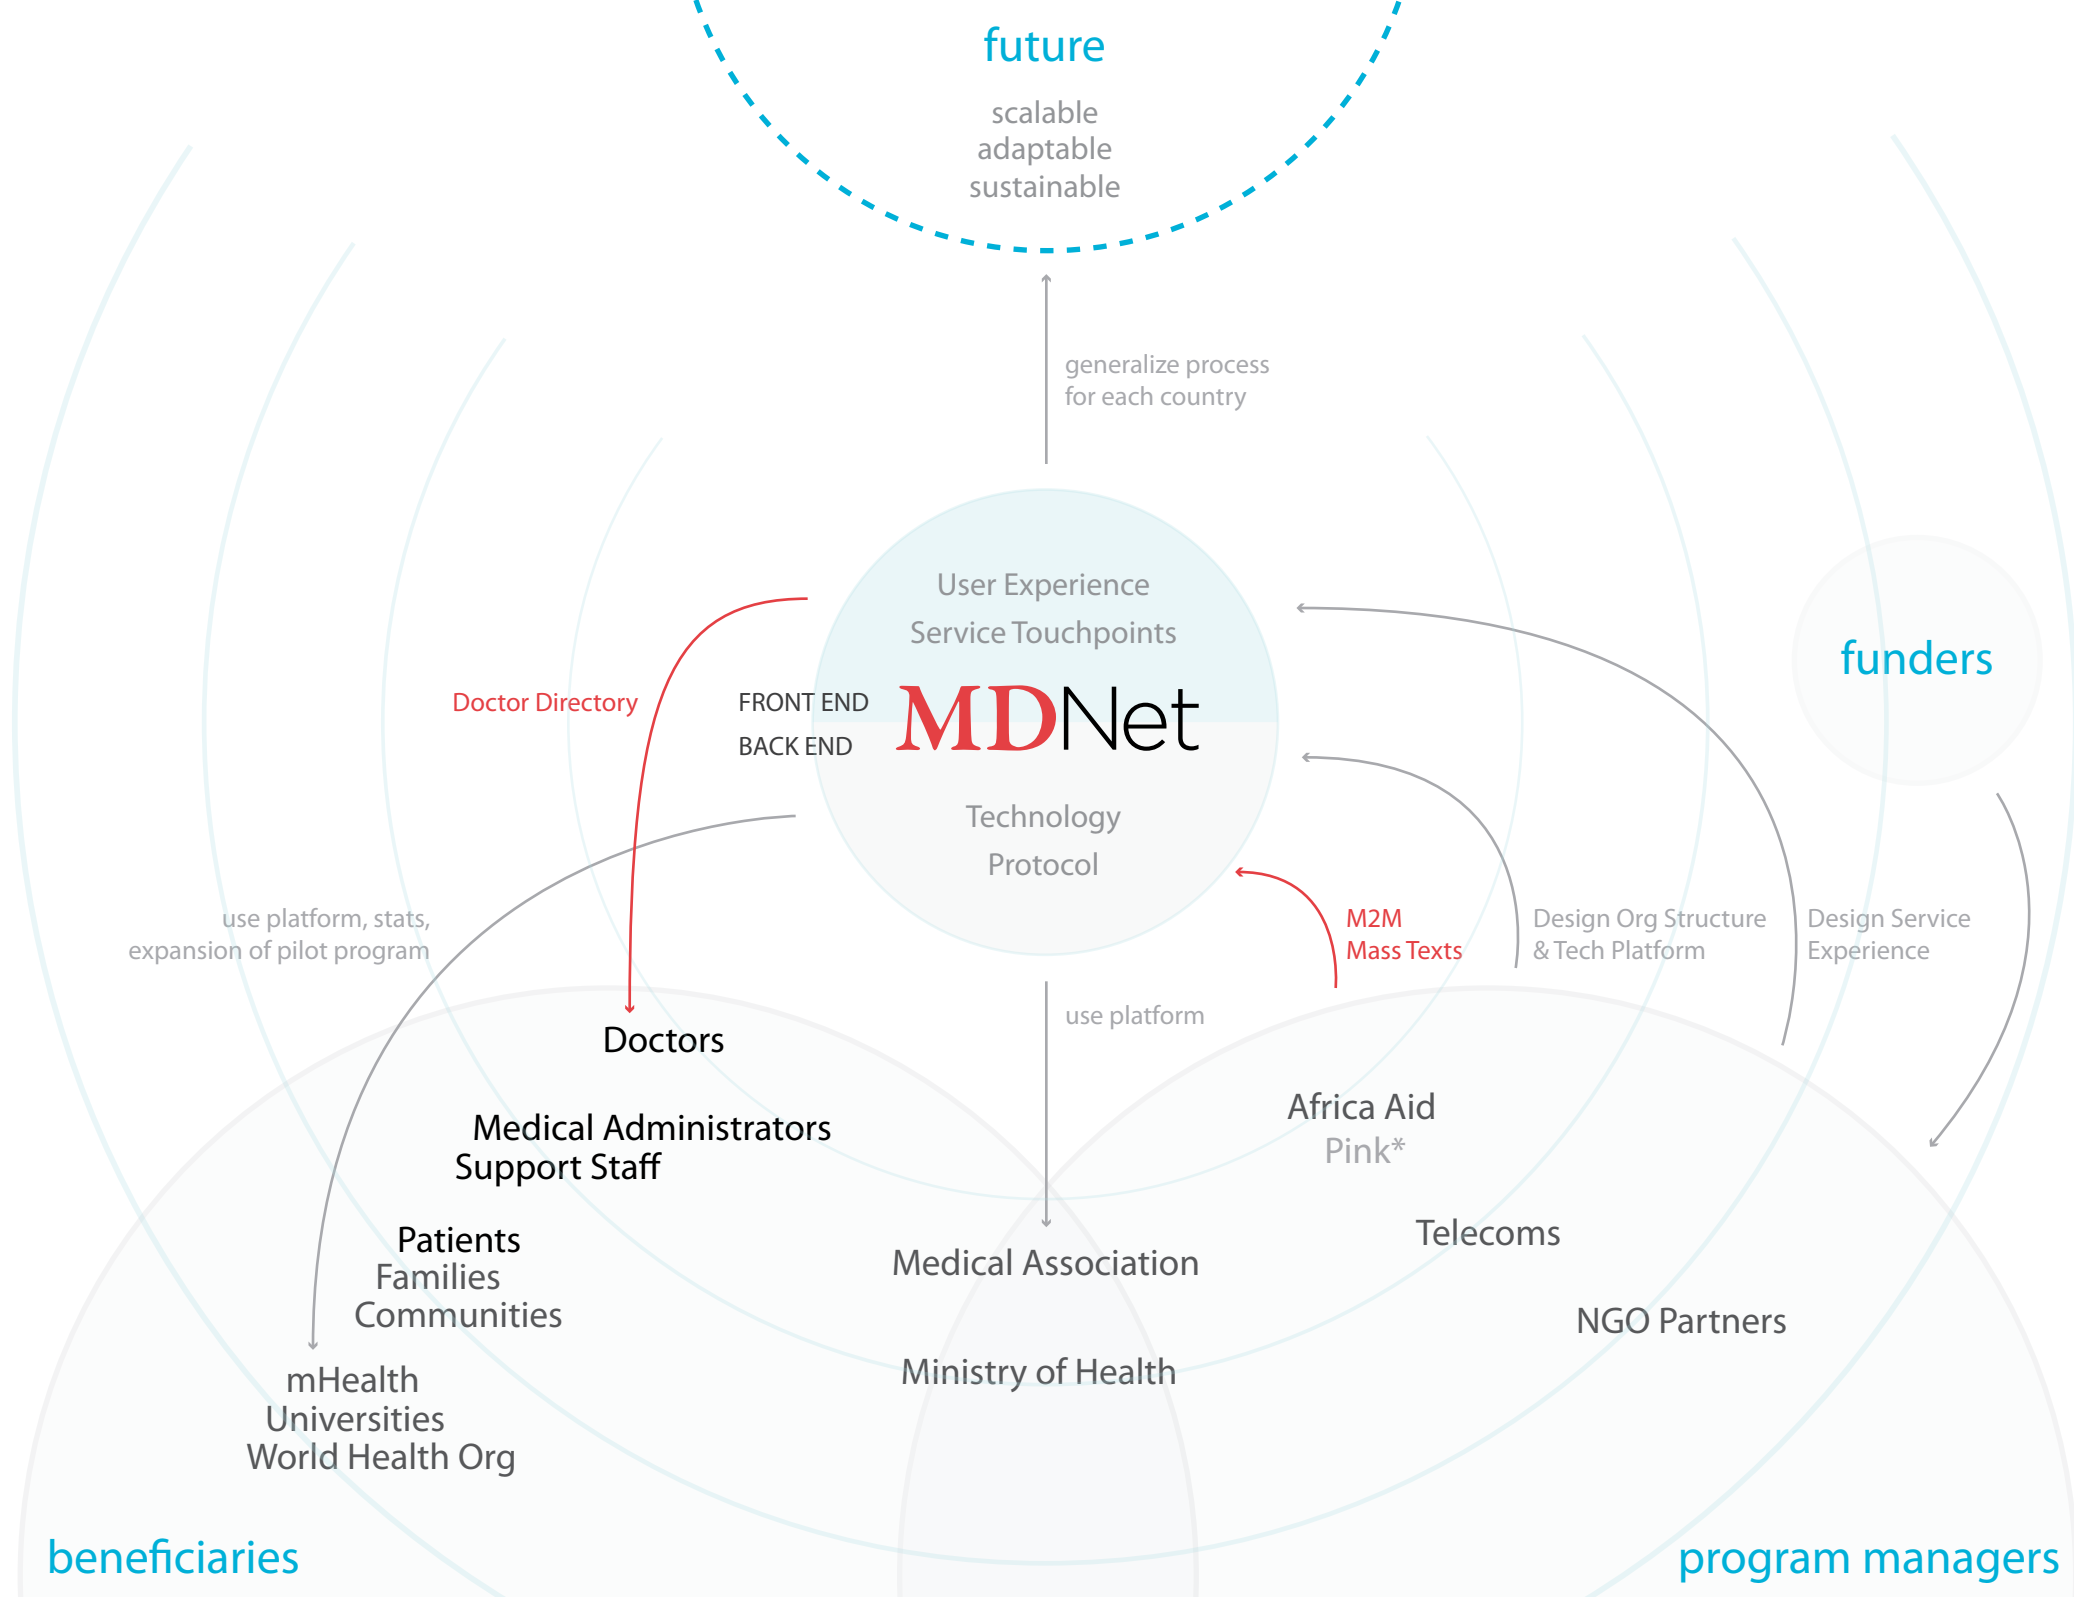 future
scalable
adaptable
sustainable
generalize process
for each country
User Experience
Service Touchpoints
funders
Doctor Directory
FRONT END
BACK END
MDNet
Technology
Protocol
use platform, stats,
expansion of pilot program
M2M
Mass Texts
Design Org Structure
& Tech Platform
Design Service
Experience
use platform
Doctors
Medical Administrators
Support Staff
Patients
Families
Communities
mHealth
Universities
World Health Org
Medical Association
Ministry of Health
Africa Aid
Pink*
Telecoms
NGO Partners
beneficiaries
program managers